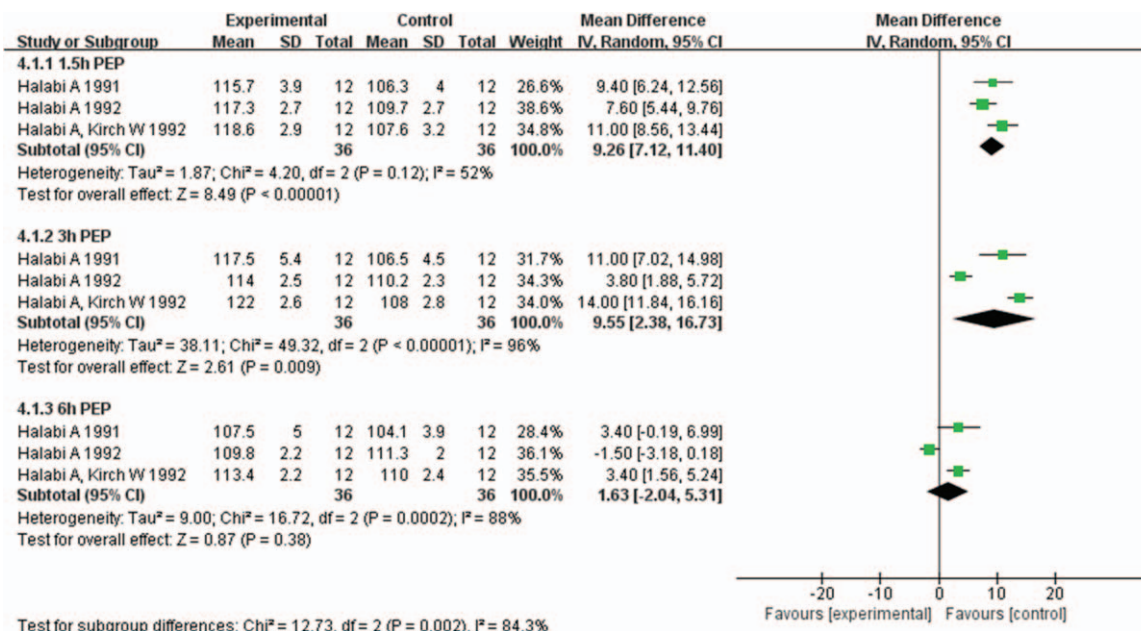 Experimental Control Mean Difference Mean Difference
Study or Subgroup Mean SD Total Mean SD Total Weight IV, Random, 95% CI IV, Random, 95% CI
4.1.1 1.5h PEP
Halabi A 1991 115.7 3.9 12 106.3 4 12 26.6% 9.40 [6.24, 12.56]
Halabi A 1992 117.3 2.7 12 109.7 2.7 12 38.6% 7.60 [5.44, 9.76]
Halabi A, Kirch W 1992 118.6 2.9 12 107.6 3.2 12 34.8% 11.00 [8.56, 13.44]
Subtotal (95% CI) 36 36 100.0% 9.26 [7.12, 11.40]
Heterogeneity: Tau² = 1.87; Chi² = 4.20, df = 2 (P = 0.12); I² = 52%
Test for overall effect: Z = 8.49 (P < 0.00001)
4.1.2 3h PEP
Halabi A 1991 117.5 5.4 12 106.5 4.5 12 31.7% 11.00 [7.02, 14.98]
Halabi A 1992 114 2.5 12 110.2 2.3 12 34.3% 3.80 [1.88, 5.72]
Halabi A, Kirch W 1992 122 2.6 12 108 2.8 12 34.0% 14.00 [11.84, 16.16]
Subtotal (95% CI) 36 36 100.0% 9.55 [2.38, 16.73]
Heterogeneity: Tau² = 38.11; Chi² = 49.32, df = 2 (P < 0.00001); I² = 96%
Test for overall effect: Z = 2.61 (P = 0.009)
4.1.3 6h PEP
Halabi A 1991 107.5 5 12 104.1 3.9 12 28.4% 3.40 [-0.19, 6.99]
Halabi A 1992 109.8 2.2 12 111.3 2 12 36.1% -1.50 [-3.18, 0.18]
Halabi A, Kirch W 1992 113.4 2.2 12 110 2.4 12 35.5% 3.40 [1.56, 5.24]
Subtotal (95% CI) 36 36 100.0% 1.63 [-2.04, 5.31]
Heterogeneity: Tau² = 9.00; Chi² = 16.72, df = 2 (P = 0.0002); I² = 88%
Test for overall effect: Z = 0.87 (P = 0.38)
-20 -10 0 10 20
Favours [experimental] Favours [control]
Test for subgroup differences: Chi² = 12.73, df = 2 (P = 0.002), I² = 84.3%